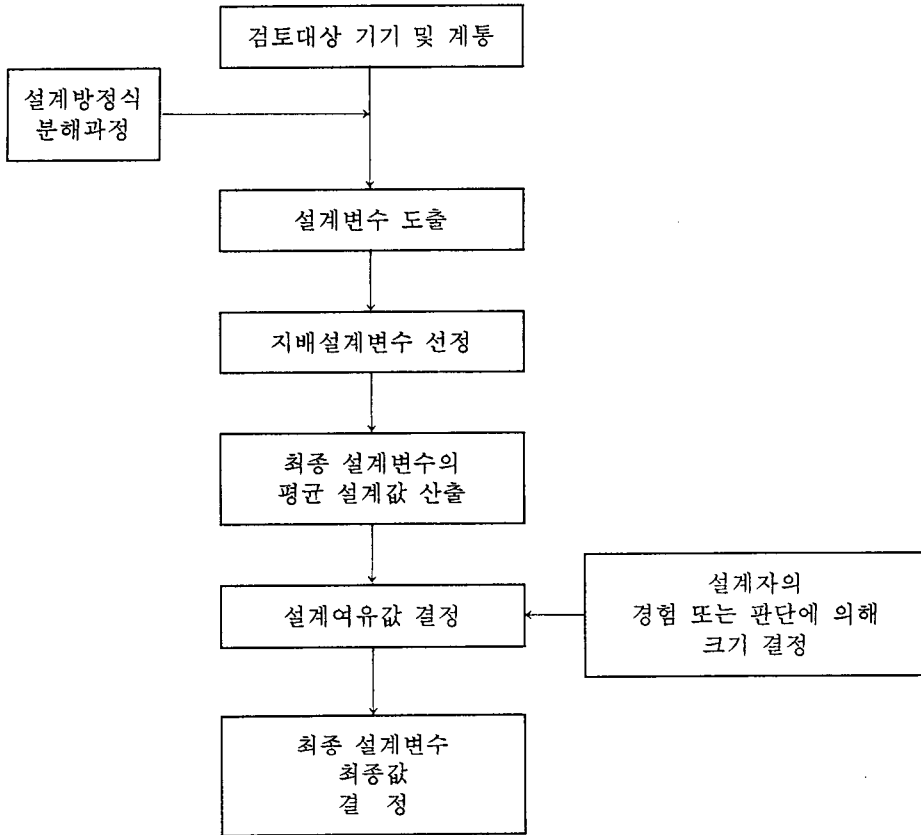 검토대상 기기 및 계통
설계방정식
분해과정
설계변수 도출
지배설계변수 선정
최종 설계변수의
평균 설계값 산출
설계여유값 결정
설계자의
경험 또는 판단에 의해
크기 결정
최종 설계변수
최종값
결 정